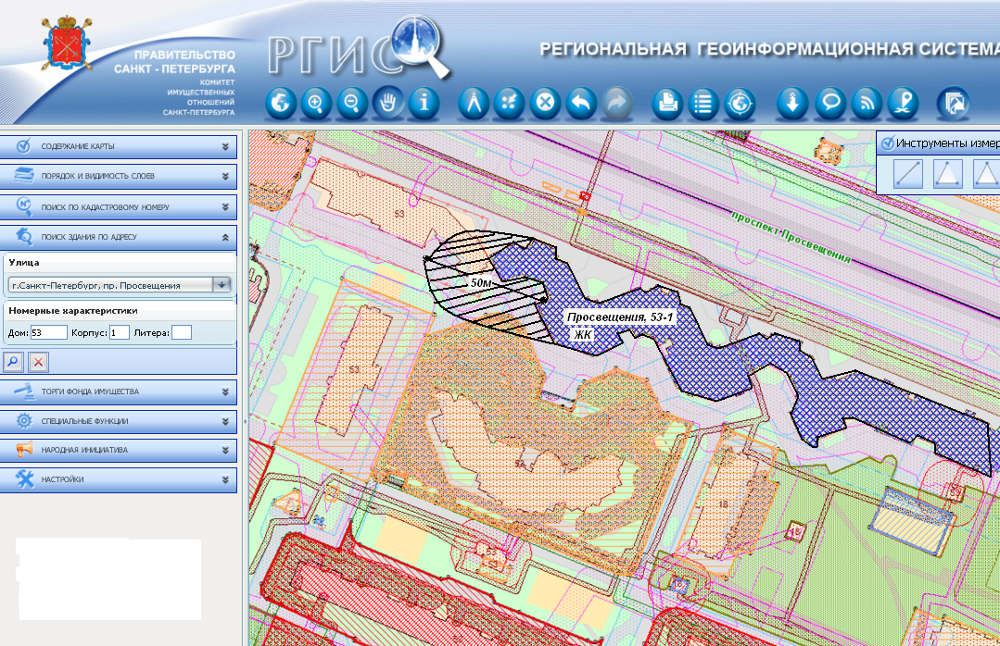 ПРАВИТЕЛЬСТВО
САНКТ - ПЕТЕРБУРГА
КОМИТЕТ
ИМУЩЕСТВЕННЫХ
ОТНОШЕНИЙ
САНКТ-ПЕТЕРБУРГА
РГИС
РЕГИОНАЛЬНАЯ ГЕОИНФОРМАЦИОННАЯ СИСТЕМА
СОДЕРЖАНИЕ КАРТЫ
ПОРЯДОК И ВИДИМОСТЬ СЛОЕВ
ПОИСК ПО КАДАСТРОВОМУ НОМЕРУ
ПОИСК ЗДАНИЯ ПО АДРЕСУ
Улица
г.Санкт-Петербург, пр. Просвещения
Номерные характеристики
Дом: 53 Корпус: 1 Литера:
ТОРГИ ФОНДА ИМУЩЕСТВА
СПЕЦИАЛЬНЫЕ ФУНКЦИИ
НАРОДНАЯ ИНИЦИАТИВА
НАСТРОЙКИ
Инструменты измер
проспект Просвещения
53
50м
Просвещения, 53-1
ЖК
53
18